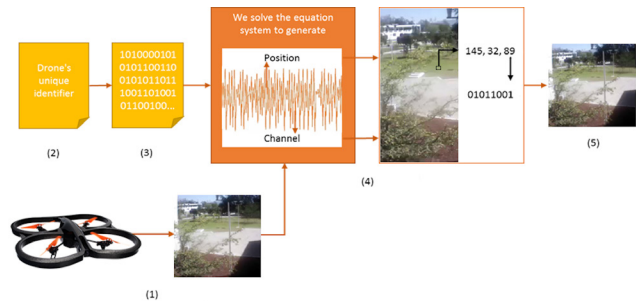 We solve the equation
system to generate
Position
Channel
Drone's
unique
identifier
1010000101
0101100110
0101011011
1001101001
01100100...
145, 32, 89
01011001
(2)
(3)
(4)
(5)
(1)